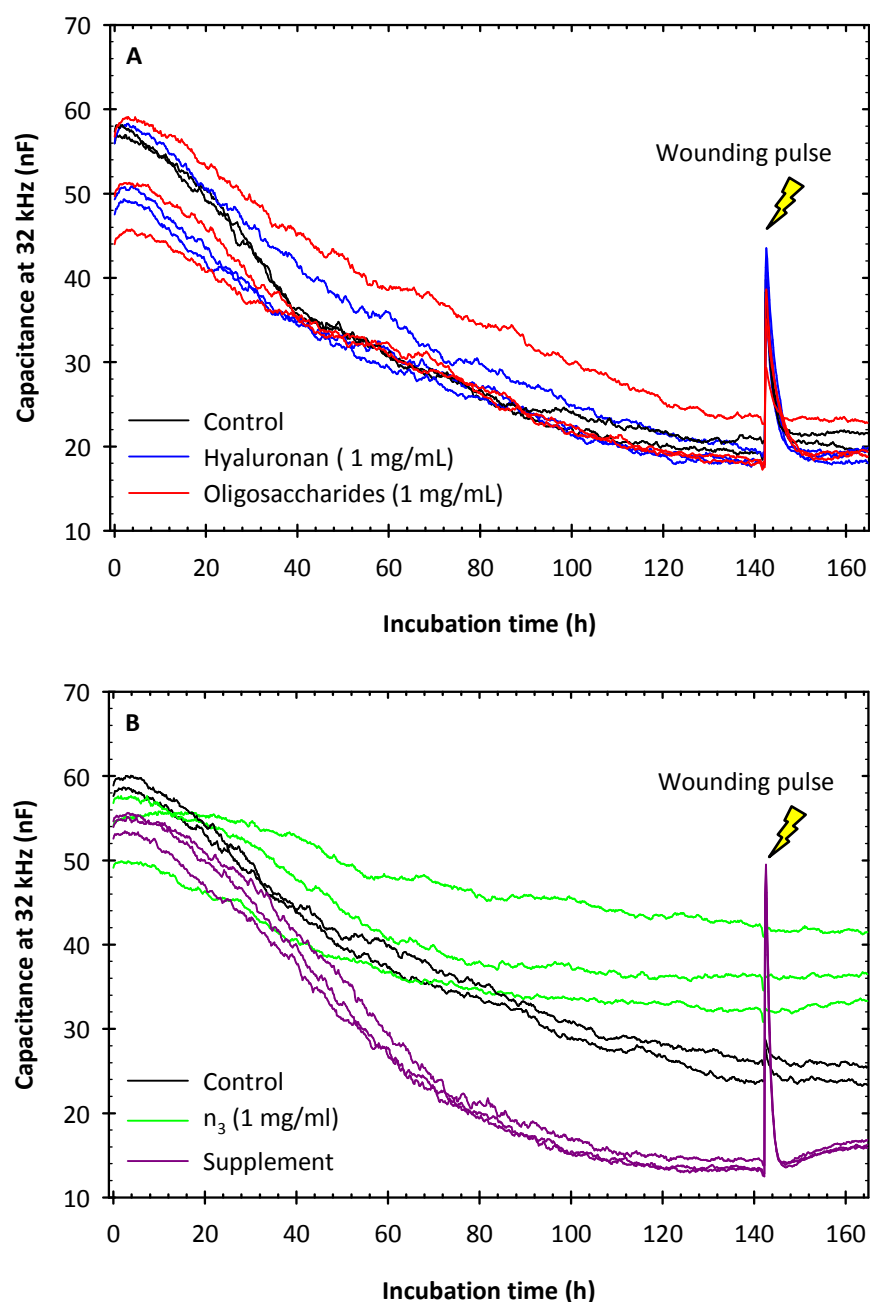 A
Capacitance at 32 kHz (nF)
70
60
50
40
30
20
10
Wounding pulse
Control
Hyaluronan ( 1 mg/mL)
Oligosaccharides (1 mg/mL)
0 20 40 60 80 100 120 140 160
Incubation time (h)
B
Capacitance at 32 kHz (nF)
70
60
50
40
30
20
10
Wounding pulse
Control
n₃ (1 mg/ml)
Supplement
0 20 40 60 80 100 120 140 160
Incubation time (h)